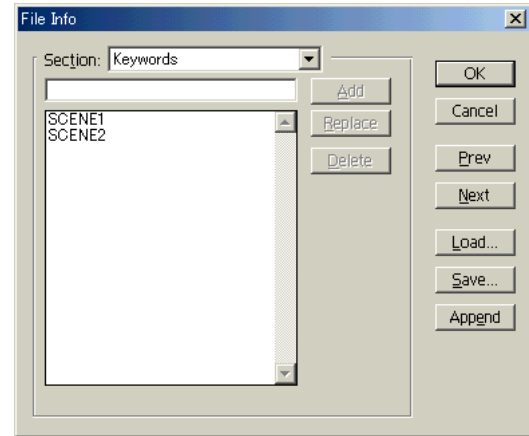 File Info
Section: Keywords
Add
Replace
Delete
SCENE1
SCENE2
OK
Cancel
Prev
Next
Load...
Save...
Append